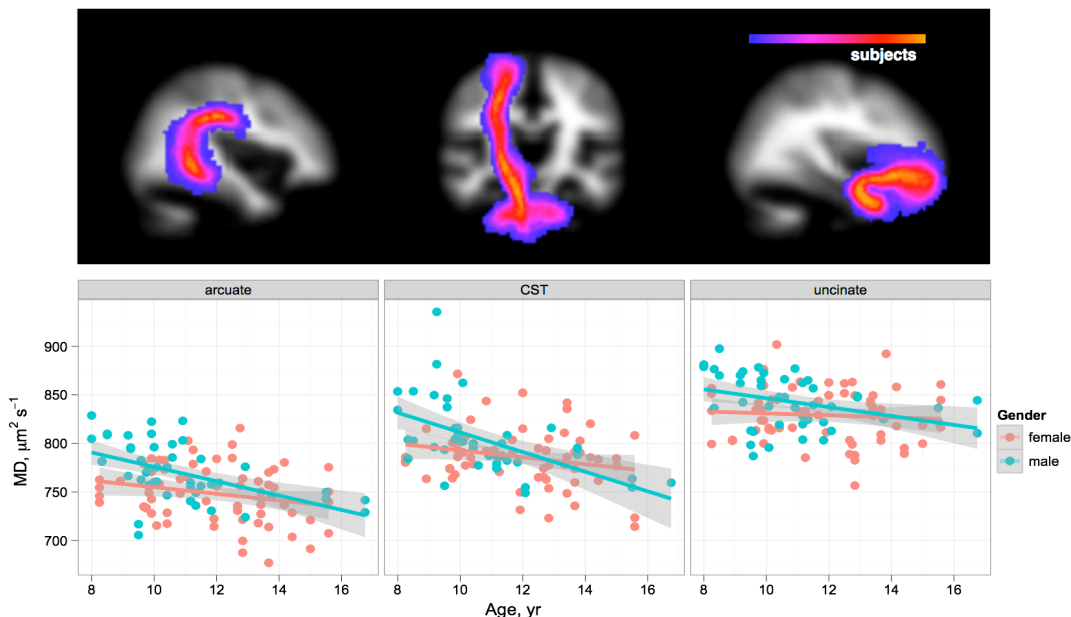 subjects
arcuate
CST
uncinate
900
850
800
750
700
MD, μm² s⁻¹
8 10 12 14 16
8 10 12 14 16
8 10 12 14 16
Age, yr
Gender
female
male